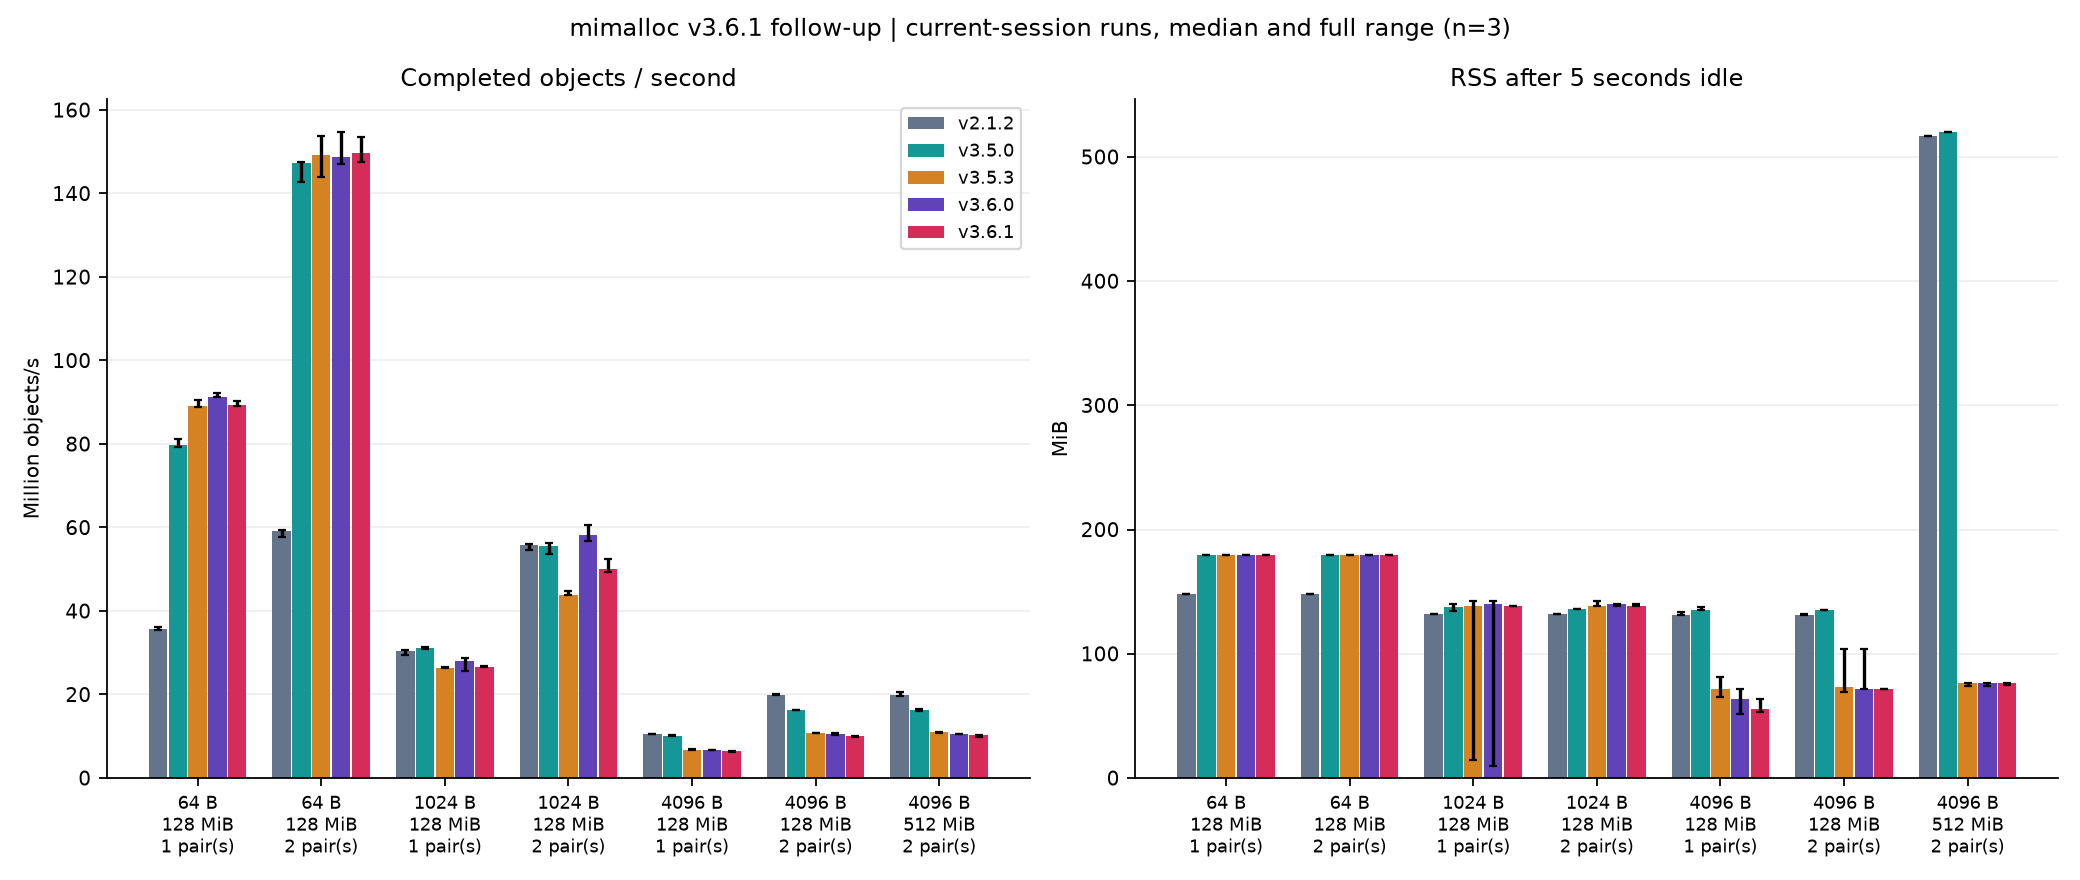 mimalloc v3.6.1 follow-up | current-session runs, median and full range (n=3)
Completed objects / second
Million objects/s
160
140
120
100
80
60
40
20
0
v2.1.2
v3.5.0
v3.5.3
v3.6.0
v3.6.1
64 B
128 MiB
1 pair(s)
64 B
128 MiB
2 pair(s)
1024 B
128 MiB
1 pair(s)
1024 B
128 MiB
2 pair(s)
4096 B
128 MiB
1 pair(s)
4096 B
128 MiB
2 pair(s)
4096 B
512 MiB
2 pair(s)
RSS after 5 seconds idle
MiB
500
400
300
200
100
0
64 B
128 MiB
1 pair(s)
64 B
128 MiB
2 pair(s)
1024 B
128 MiB
1 pair(s)
1024 B
128 MiB
2 pair(s)
4096 B
128 MiB
1 pair(s)
4096 B
128 MiB
2 pair(s)
4096 B
512 MiB
2 pair(s)